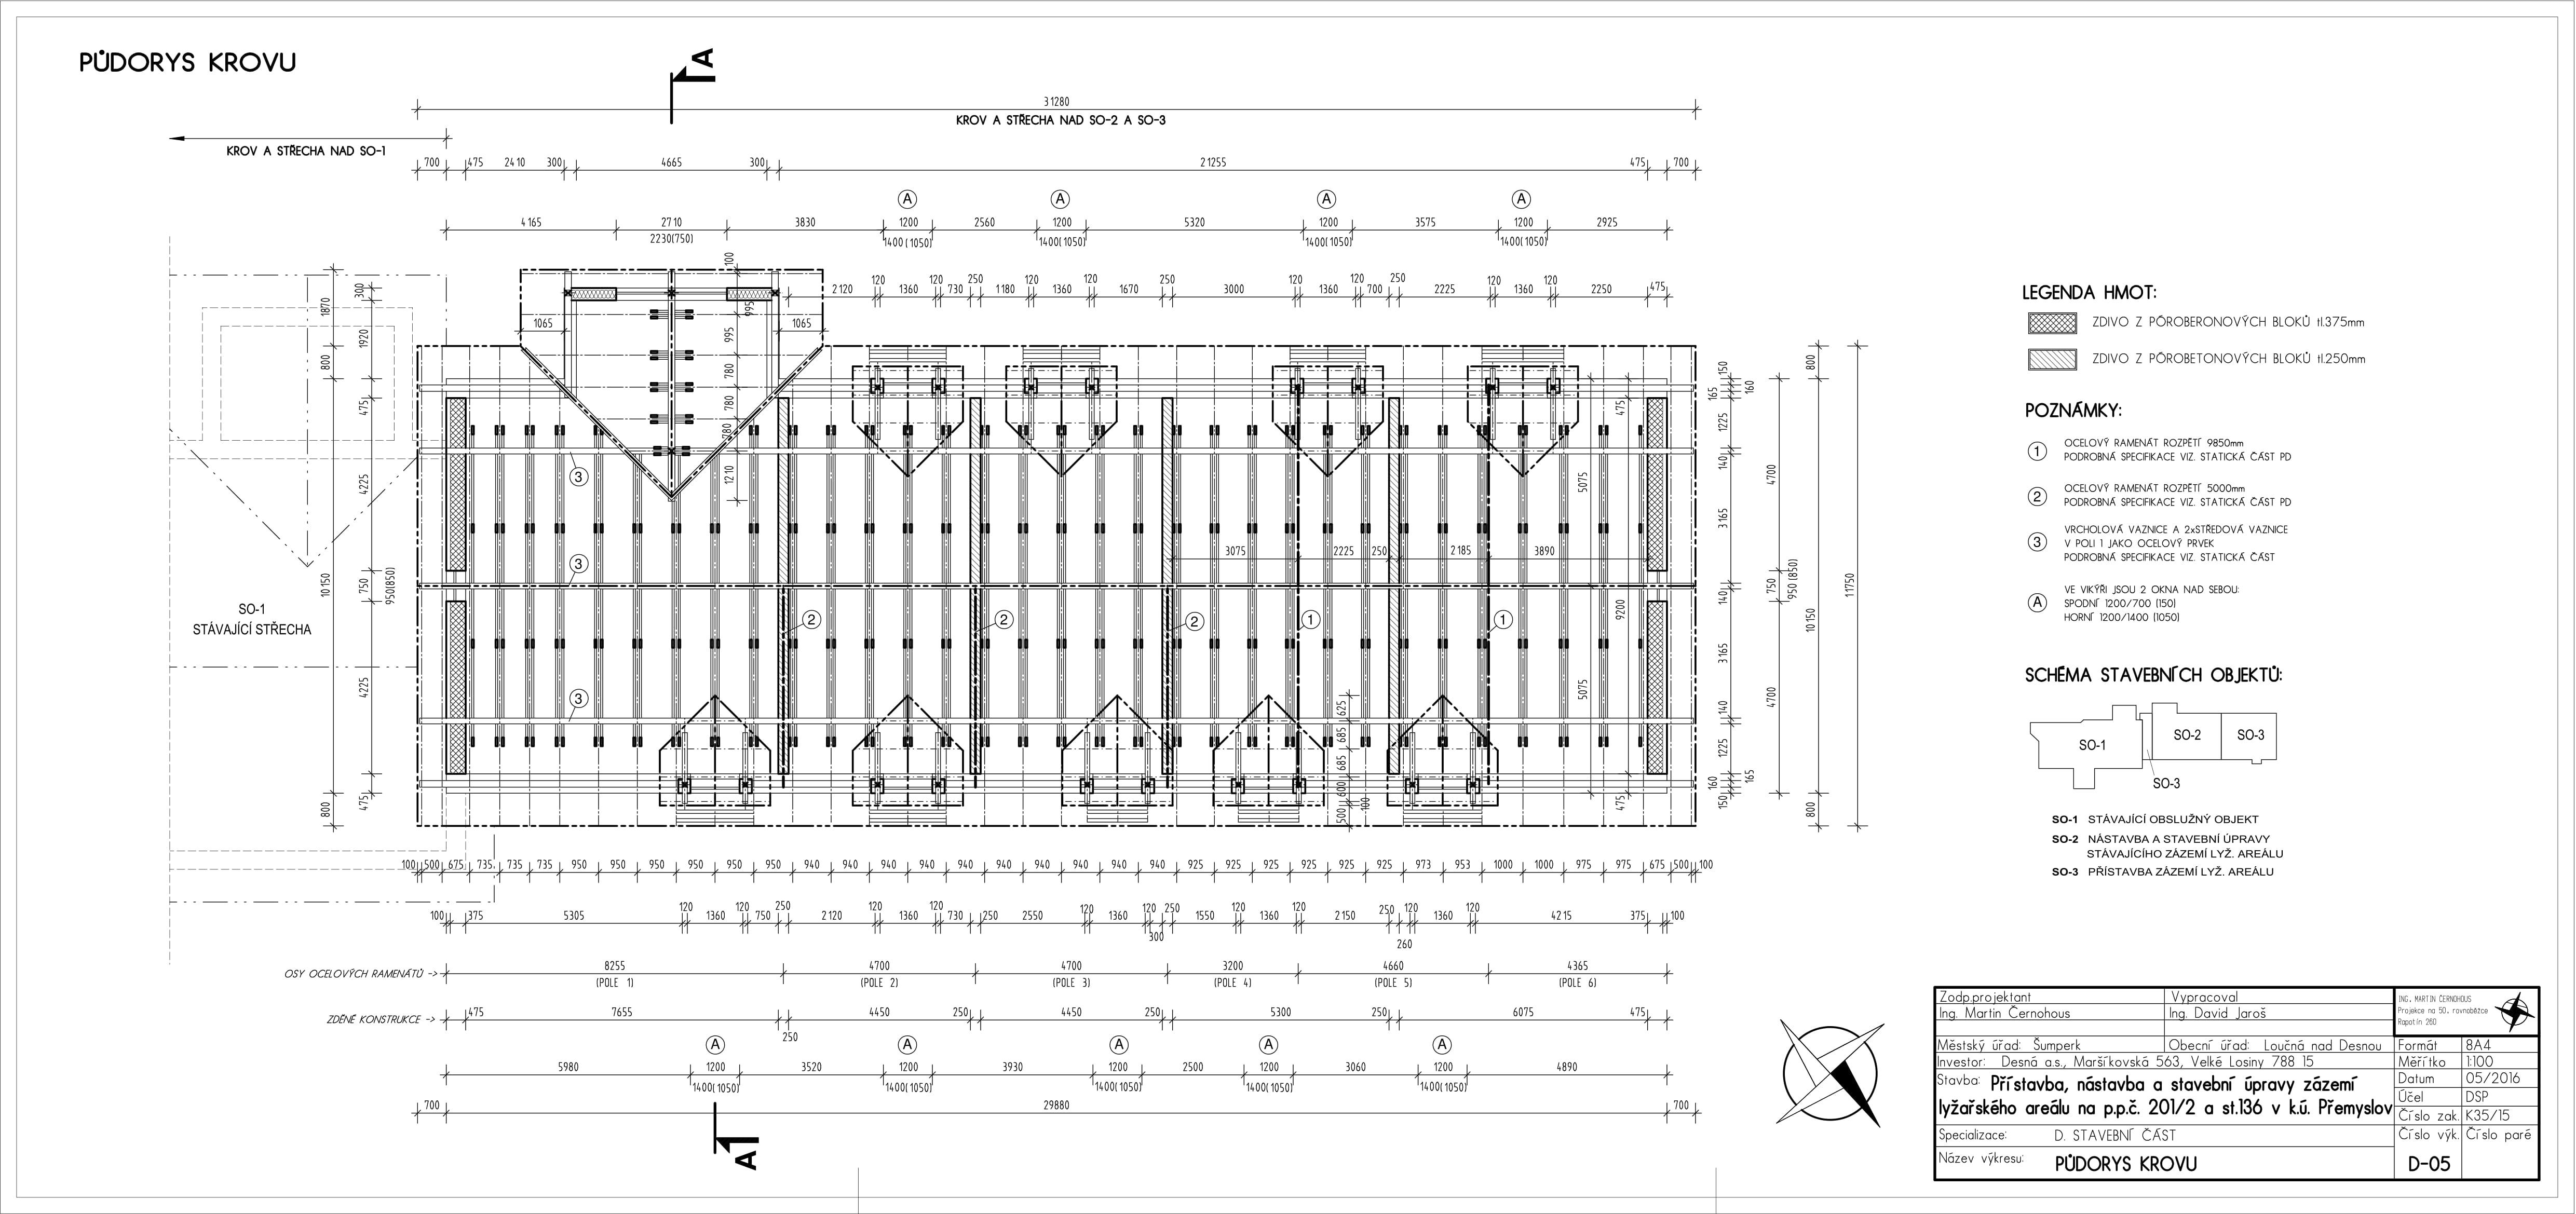 PŮDORYS KROVU
A
31280
KROV A STŘECHA NAD SO-2 A SO-3
KROV A STŘECHA NAD SO-1
700 475 2410 300 4665 300 21255 475 700
A A A A
4165 2710 3830 1200 2560 1200 5320 1200 3575 1200 2925
2230(750) 1400(1050) 1400(1050) 1400(1050) 1400(1050)
120 120 250 120 120 250 120 120 250 120 120
2120 1360 730 1180 1360 1670 3000 1360 700 2225 1360 2250 475
100
995
995
780
780
780
1210
1065 1065
1870
800
10150
800
300
1920
475
4225
750
950(850)
4225
475
SO-1
STÁVAJÍCÍ STŘECHA
3
3
3
2 2 2 1 1
3075 2225 250 2185 3890
5075
5075
475
9200
475
625
685
685
600
100
500
150
160
165
1225
140
3165
140
3165
140
1225
165
160
150
4700
750
950 (850)
4700
800
10150
800
11750
100 500 675 735 735 735 950 950 950 950 950 950 940 940 940 940 940 940 940 940 940 940 925 925 925 925 925 925 973 953 1000 1000 975 975 675 500 100
120 120 250 120 120 120 120 250 120 120 250 120 120
100 375 5305 1360 750 2120 1360 730 250 2550 1360 1550 1360 2150 1360 4215 375 100
300 260
OSY OCELOVÝCH RAMENÁTŮ -> 8255 4700 4700 3200 4660 4365
(POLE 1) (POLE 2) (POLE 3) (POLE 4) (POLE 5) (POLE 6)
ZDĚNÉ KONSTRUKCE -> 475 7655 4450 250 4450 250 5300 250 6075 475
250
A A A A A
5980 1200 3520 1200 3930 1200 2500 1200 3060 1200 4890
1400(1050) 1400(1050) 1400(1050) 1400(1050) 1400(1050)
700 29880 700
A
LEGENDA HMOT:
ZDIVO Z PÓROBERONOVÝCH BLOKŮ tl.375mm
ZDIVO Z PÓROBETONOVÝCH BLOKŮ tl.250mm
POZNÁMKY:
1 OCELOVÝ RAMENÁT ROZPĚTÍ 9850mm
PODROBNÁ SPECIFIKACE VIZ. STATICKÁ ČÁST PD
2 OCELOVÝ RAMENÁT ROZPĚTÍ 5000mm
PODROBNÁ SPECIFIKACE VIZ. STATICKÁ ČÁST PD
3 VRCHOLOVÁ VAZNICE A 2xSTŘEDOVÁ VAZNICE
V POLI 1 JAKO OCELOVÝ PRVEK
PODROBNÁ SPECIFIKACE VIZ. STATICKÁ ČÁST
A VE VIKÝŘI JSOU 2 OKNA NAD SEBOU:
SPODNÍ 1200/700 (150)
HORNÍ 1200/1400 (1050)
SCHÉMA STAVEBNÍCH OBJEKTŮ:
SO-1 SO-2 SO-3
SO-3
SO-1 STÁVAJÍCÍ OBSLUŽNÝ OBJEKT
SO-2 NÁSTAVBA A STAVEBNÍ ÚPRAVY
STÁVAJÍCÍHO ZÁZEMÍ LYŽ. AREÁLU
SO-3 PŘÍSTAVBA ZÁZEMÍ LYŽ. AREÁLU
Zodp.projektant Vypracoval
Ing. Martin Černohous Ing. David Jaroš
ING. MARTIN ČERNOHOUS
Projekce na 50. rovnoběžce
Rapotín 260
Městský úřad: Šumperk Obecní úřad: Loučná nad Desnou Formát 8A4
Investor: Desná a.s., Maršíkovská 563, Velké Losiny 788 15 Měřítko 1:100
Stavba: Přístavba, nástavba a stavební úpravy zázemí Datum 05/2016
Účel DSP
lyžařského areálu na p.p.č. 201/2 a st.136 v k.ú. Přemyslov Číslo zak. K35/15
Specializace: D. STAVEBNÍ ČÁST Číslo výk. Číslo paré
Název výkresu: PŮDORYS KROVU D-05